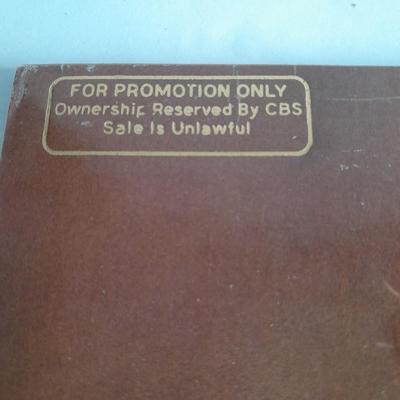 FOR PROMOTION ONLY
Ownership Reserved By CBS
Sale Is Unlawful